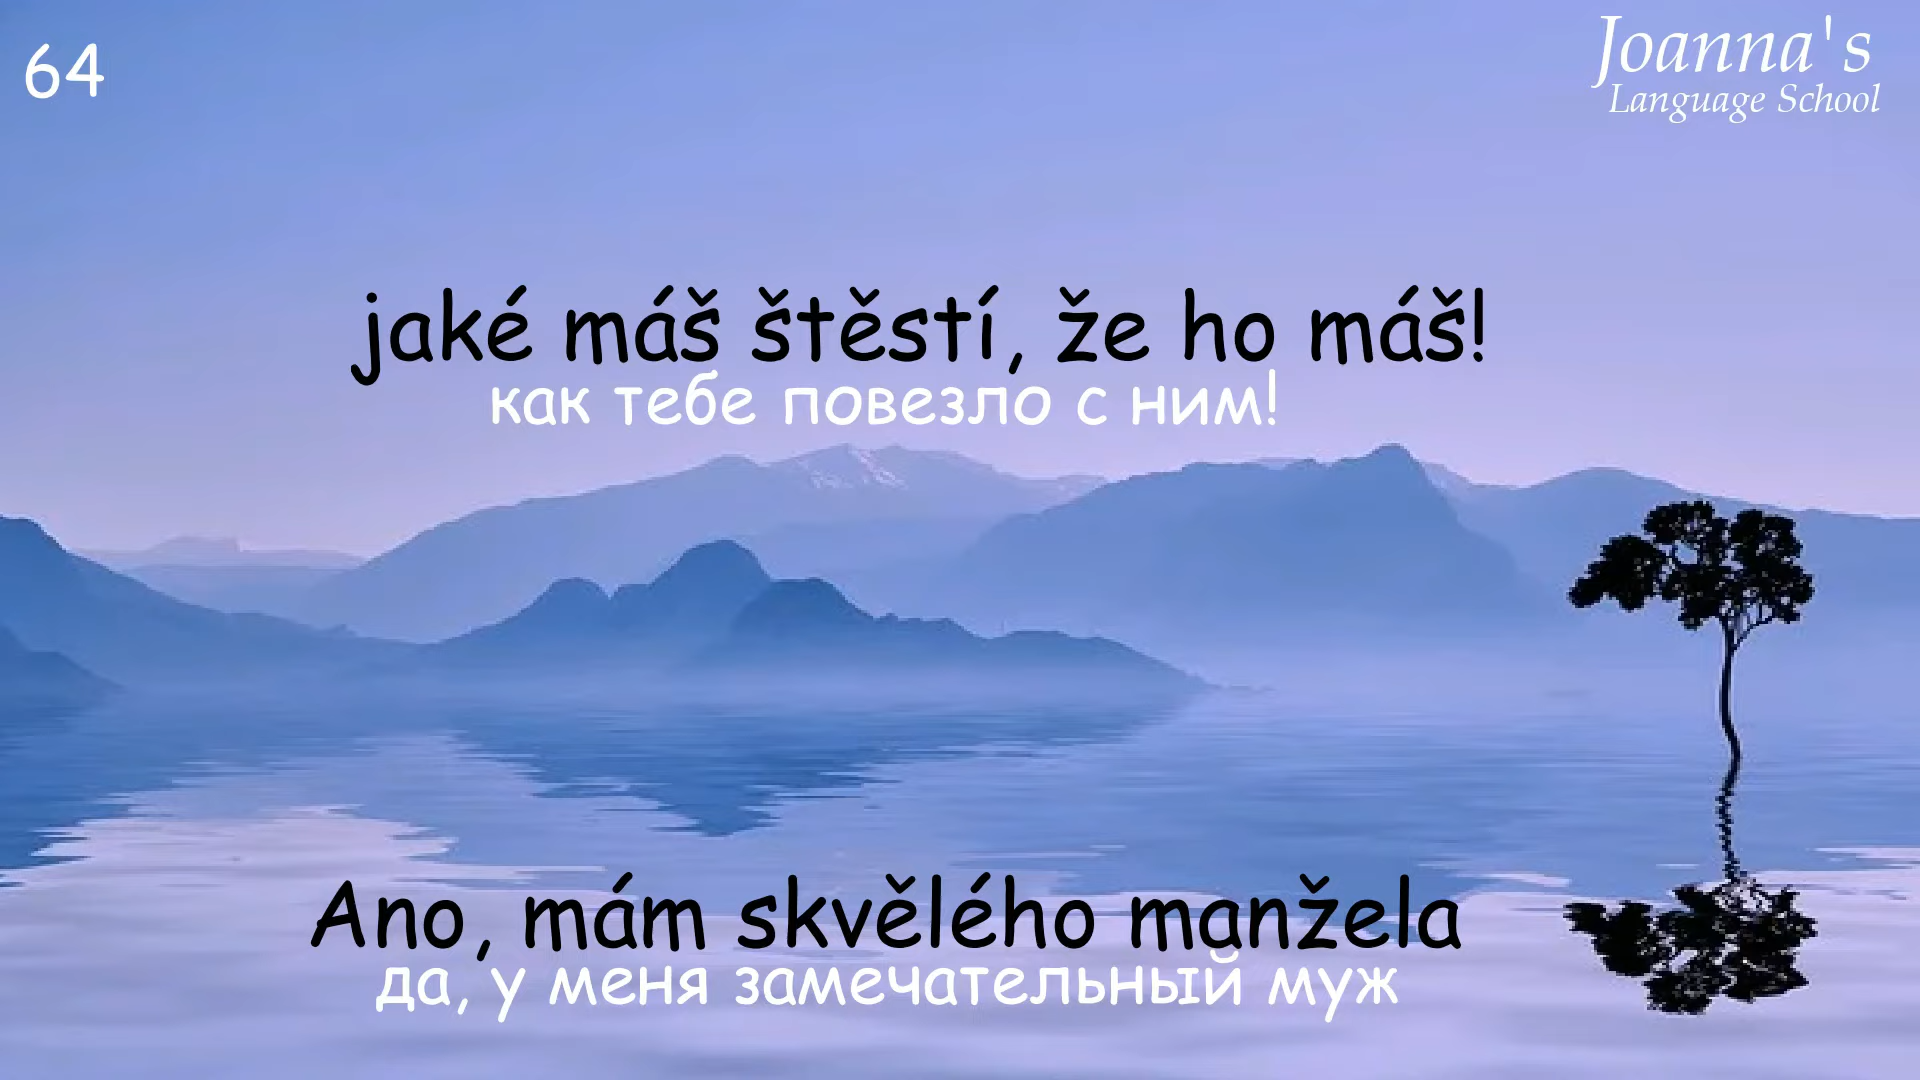 64
Joanna's
Language School
jaké máš štěstí, že ho máš!
как тебе повезло с ним!
Ano, mám skvělého manžela
да, у меня замечательный муж